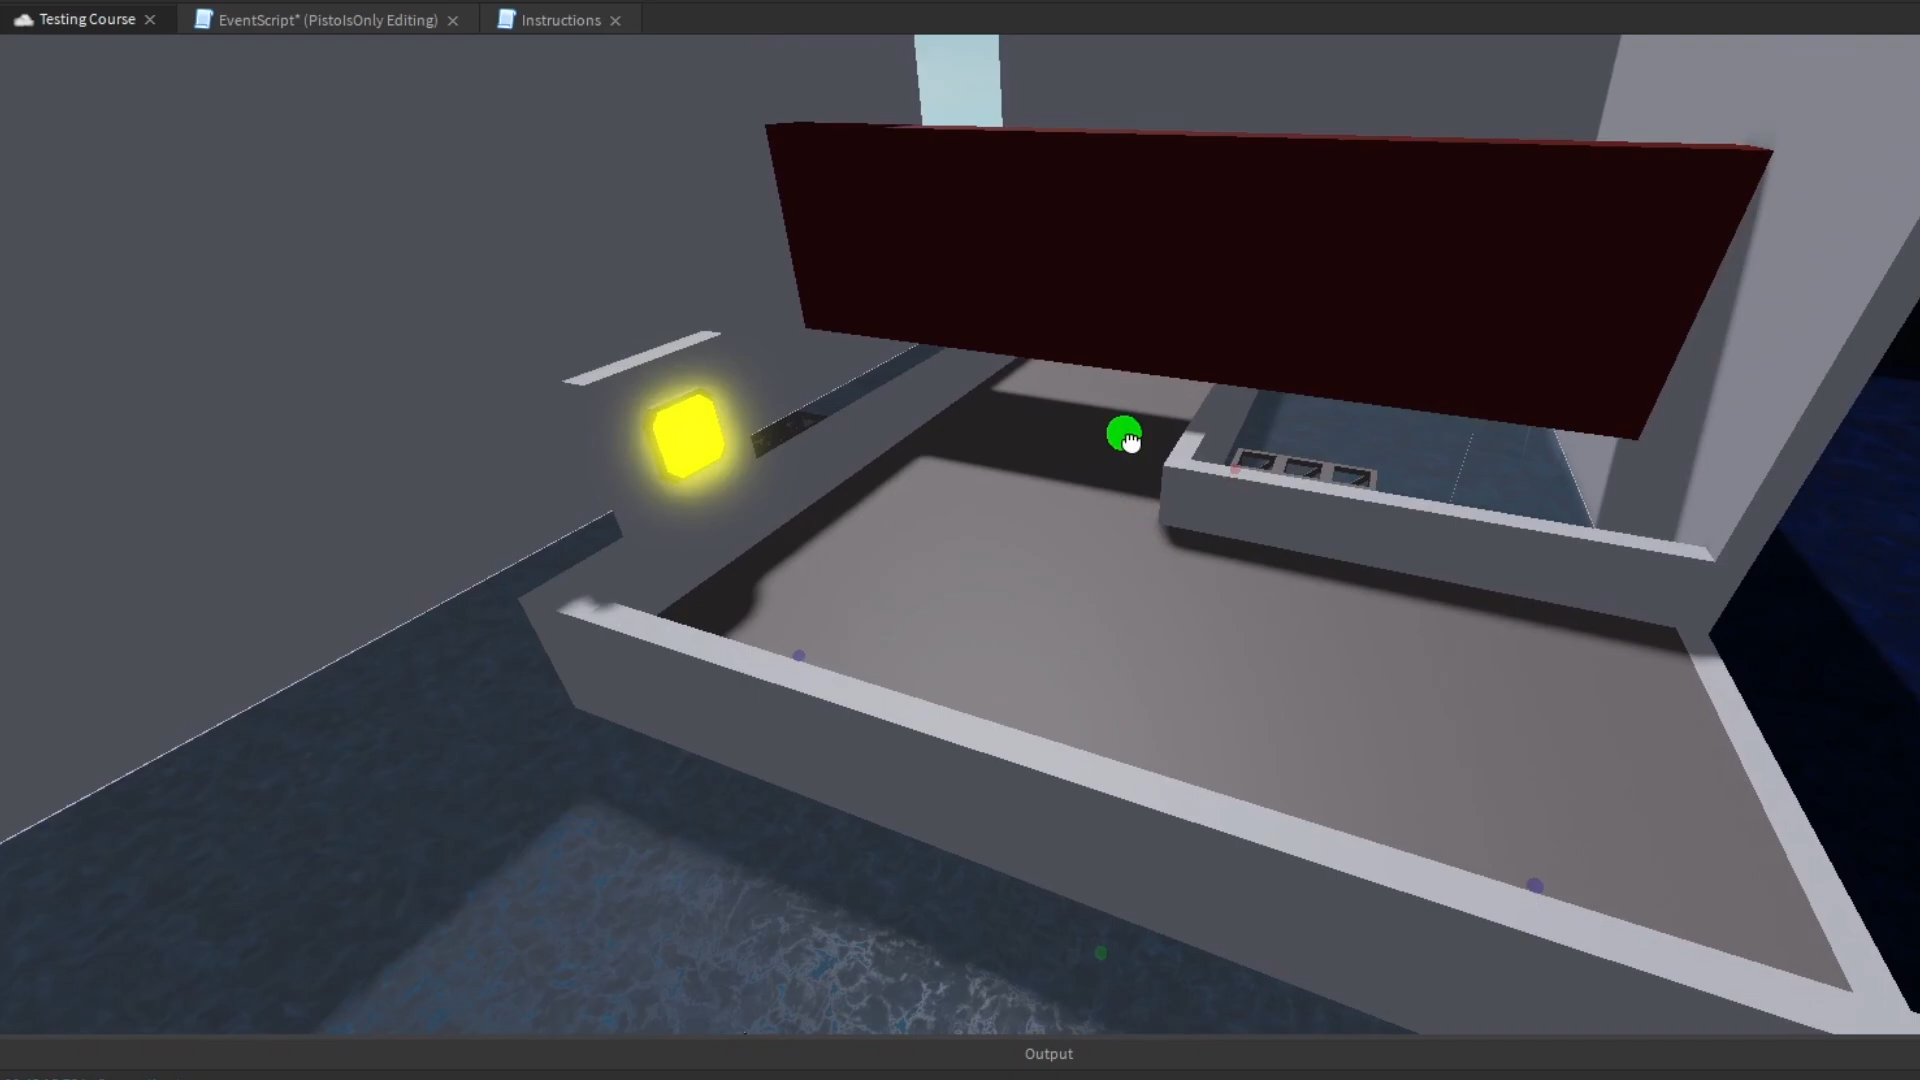 Testing Course
EventScript* (PistolsOnly Editing)
Instructions
Output